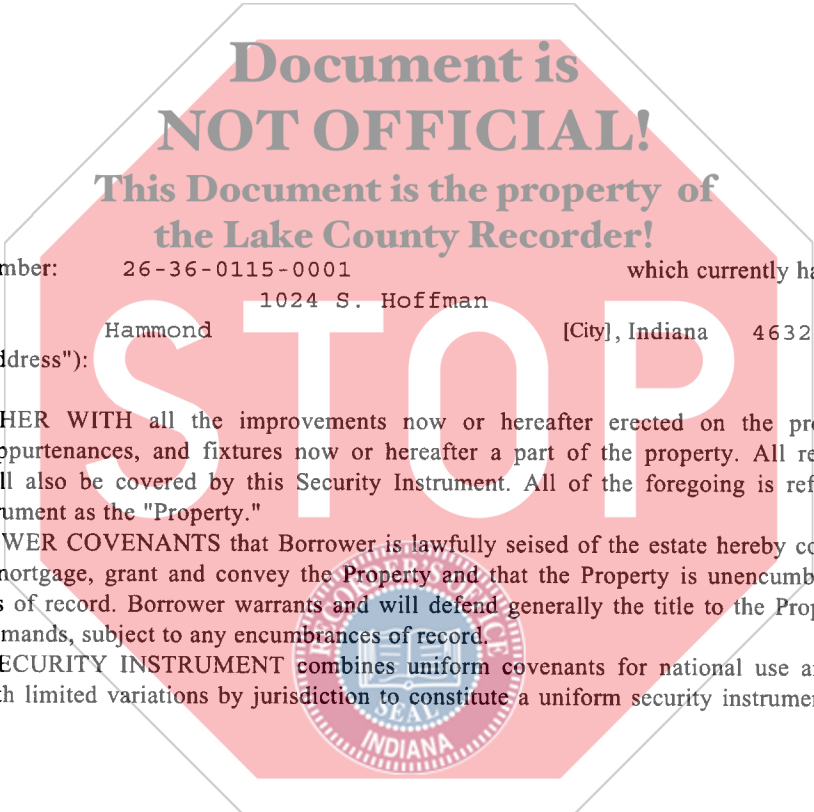 Document is
NOT OFFICIAL!
This Document is the property of
the Lake County Recorder!
mber: 26-36-0115-0001 which currently ha
1024 S. Hoffman
Hammond [City], Indiana 4632
ddress"):
STOP
HER WITH all the improvements now or hereafter erected on the pr
ppurtenances, and fixtures now or hereafter a part of the property. All re
ll also be covered by this Security Instrument. All of the foregoing is ref
rument as the "Property."
WER COVENANTS that Borrower is lawfully seised of the estate hereby co
mortgage, grant and convey the Property and that the Property is unencumb
s of record. Borrower warrants and will defend generally the title to the Prop
mands, subject to any encumbrances of record.
ECURITY INSTRUMENT combines uniform covenants for national use a
th limited variations by jurisdiction to constitute a uniform security instrume
RECORDER'S OFFICE
SEAL
INDIANA